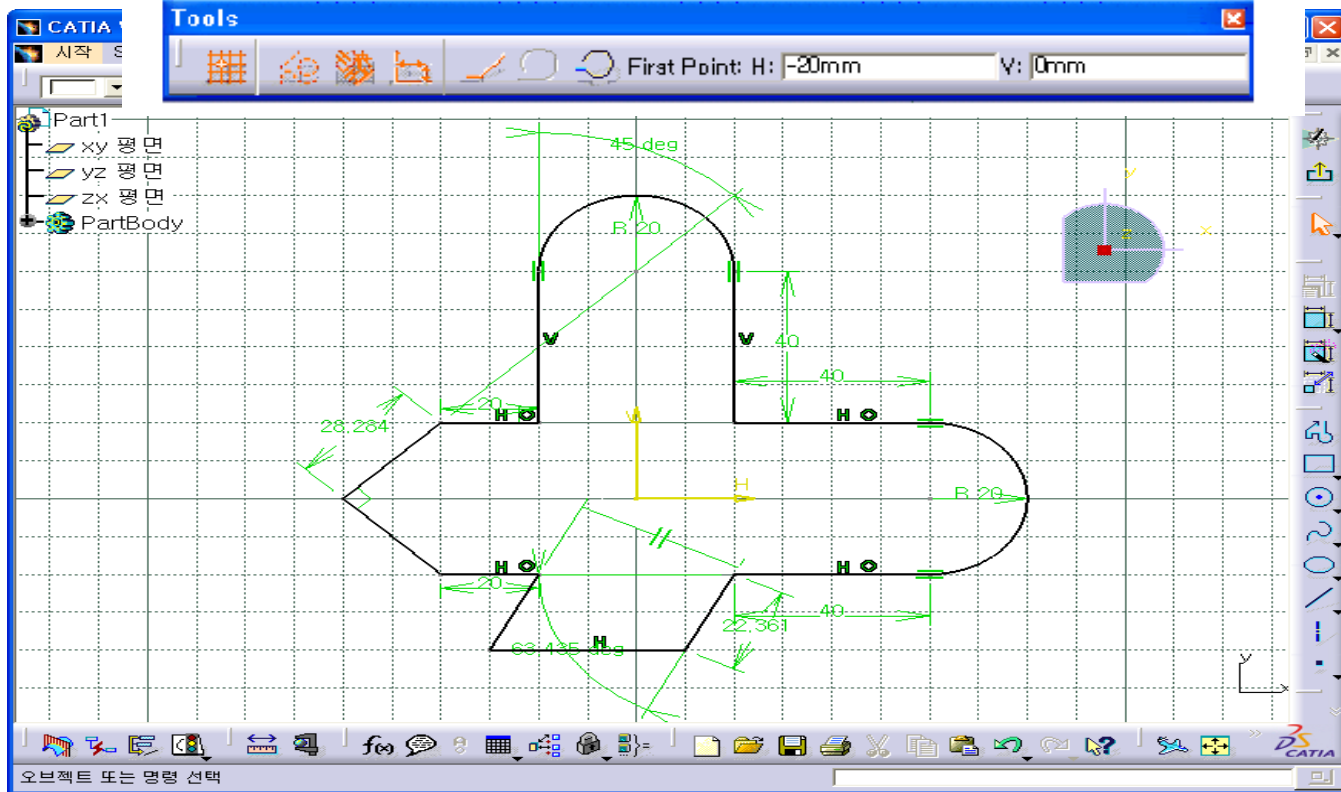 Tools
CATIA V
시작 S
First Point: H: -20mm V: 0mm
Part1
xy 평면
yz 평면
zx 평면
PartBody
45 deg
R 20
y
x
z
V
V
40
40
20
H
H
28,284
V
H
R 20
H
H
20
40
22,361
63,435 deg
H
y
x
f(x)
CATIA
오브젝트 또는 명령 선택